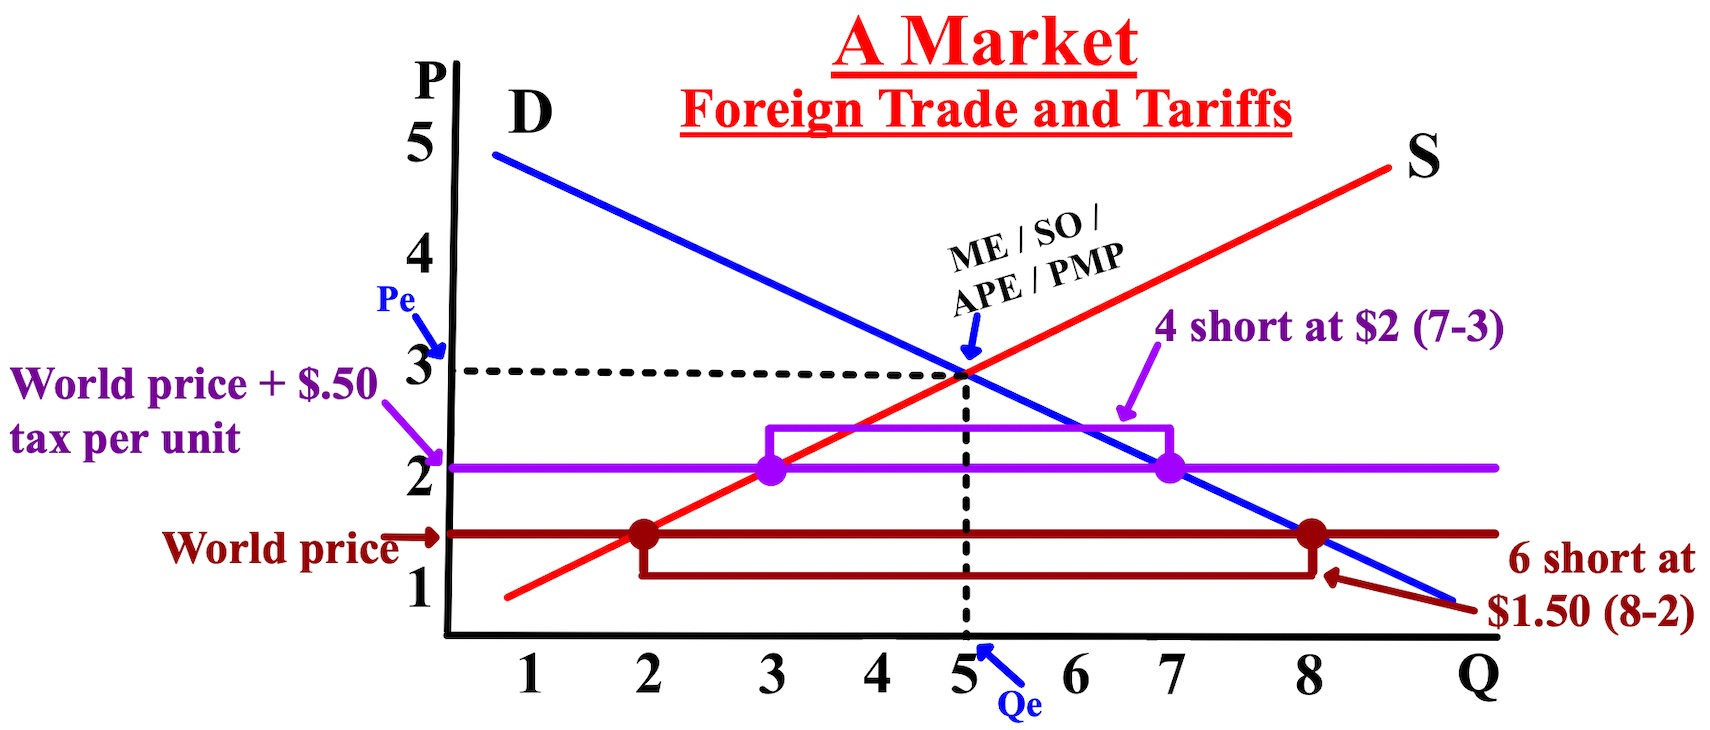 A Market
Foreign Trade and Tariffs
P
D
5
S
4
ME / SO /
APE / PMP
Pe
4 short at $2 (7-3)
3
World price + $.50
tax per unit
2
World price
6 short at
$1.50 (8-2)
1
1 2 3 4 5 6 7 8 Q
Qe